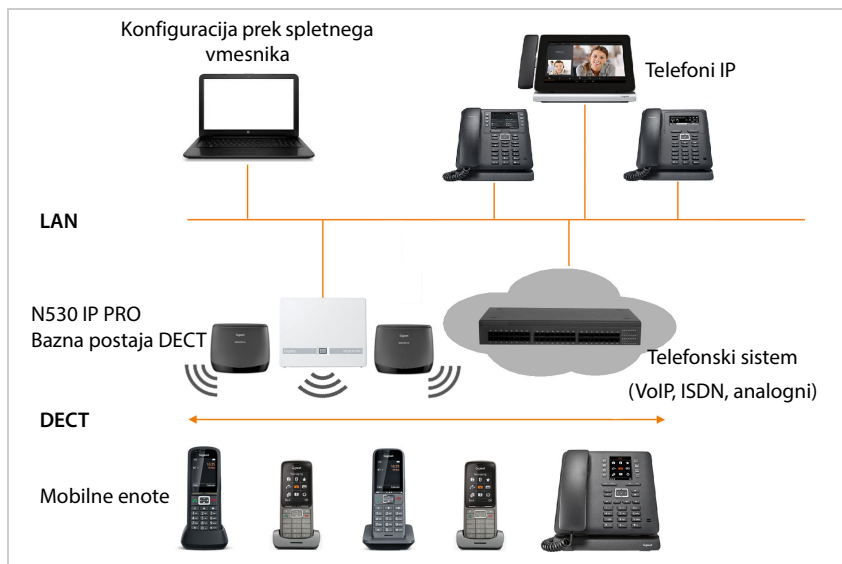 Konfiguracija prek spletnega
vmesnika
Telefoni IP
LAN
N530 IP PRO
Bazna postaja DECT
Telefonski sistem
(VoIP, ISDN, analogni)
DECT
Mobilne enote